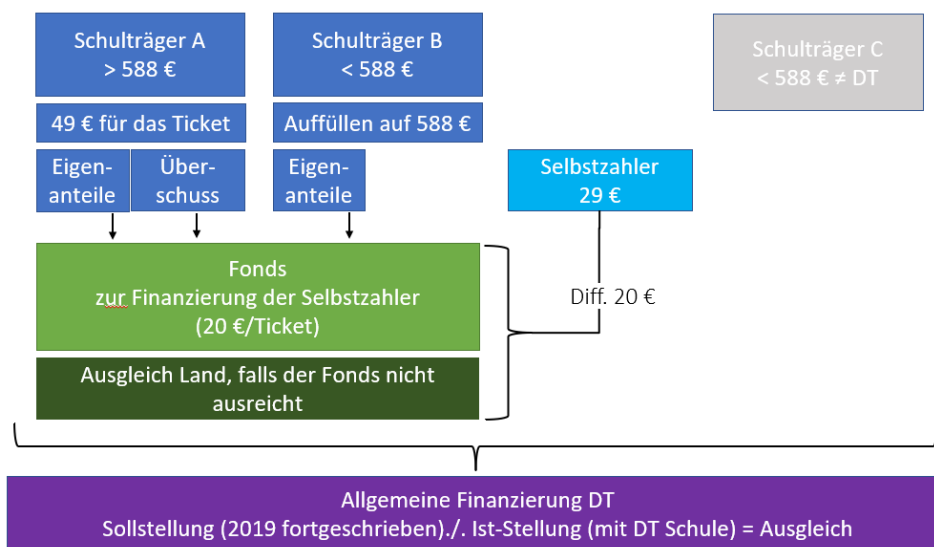 Schulträger A
> 588 €
Schulträger B
< 588 €
Schulträger C
< 588 € ≠ DT
49 € für das Ticket
Auffüllen auf 588 €
Eigen-
anteile
Über-
schuss
Eigen-
anteile
Selbstzahler
29 €
Fonds
zur Finanzierung der Selbstzahler
(20 €/Ticket)
Diff. 20 €
Ausgleich Land, falls der Fonds nicht
ausreicht
Allgemeine Finanzierung DT
Sollstellung (2019 fortgeschrieben)./. Ist-Stellung (mit DT Schule) = Ausgleich